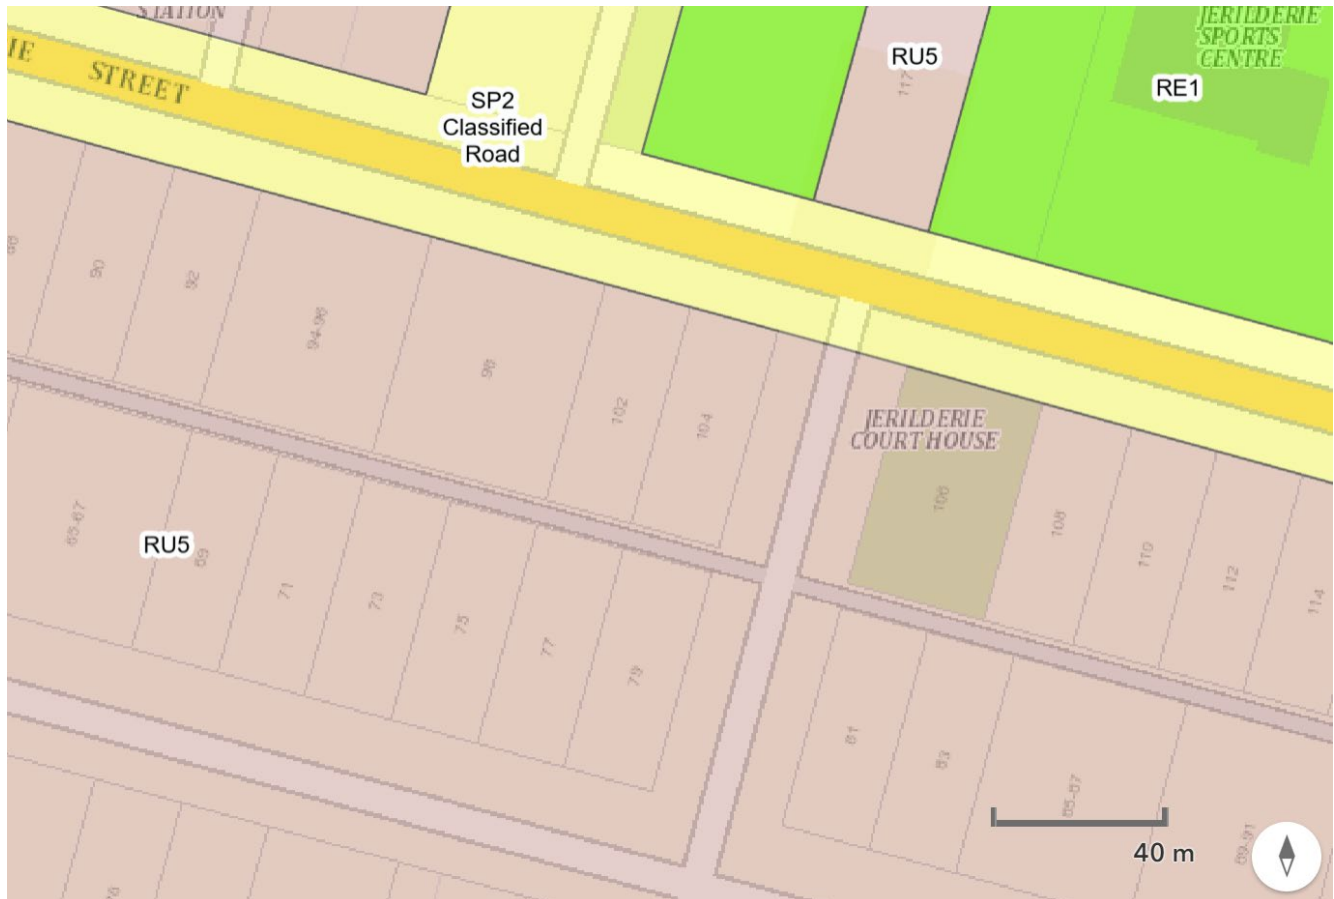 STATION
IE STREET
SP2
Classified
Road
RU5
117
JERILDERIE
SPORTS
CENTRE
RE1
90
92
94-96
98
102
104
JERILDERIE
COURT HOUSE
106
108
110
112
114
65-67
RU5
69
71
73
75
77
79
81
83
85-87
89-91
40 m